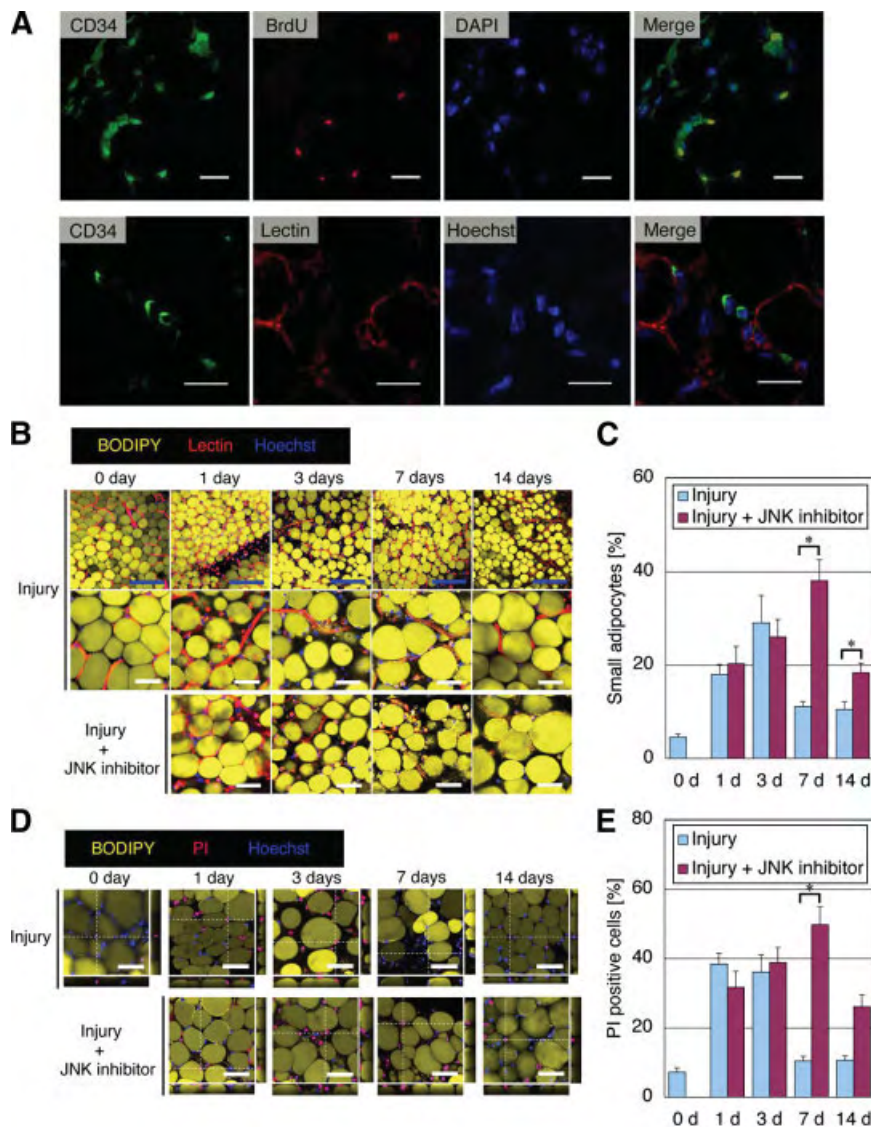 A
CD34 BrdU DAPI Merge
CD34 Lectin Hoechst Merge
B
BODIPY Lectin Hoechst
0 day 1 day 3 days 7 days 14 days
Injury
Injury
+
JNK inhibitor
C
Small adipocytes [%]
60
40
20
0
Injury
Injury + JNK inhibitor
*
*
0 d 1 d 3 d 7 d 14 d
D
BODIPY PI Hoechst
0 day 1 day 3 days 7 days 14 days
Injury
Injury
+
JNK inhibitor
E
PI positive cells [%]
80
60
40
20
0
Injury
Injury + JNK inhibitor
*
0 d 1 d 3 d 7 d 14 d